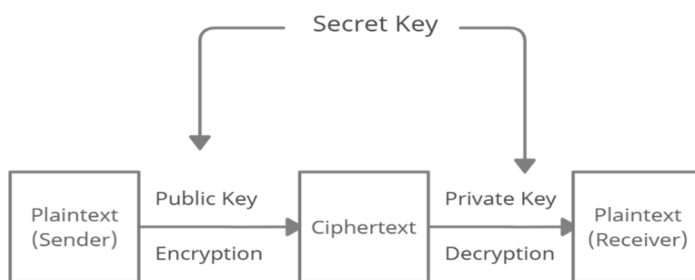 Secret Key
Public Key
Private Key
Plaintext
(Sender)
Ciphertext
Plaintext
(Receiver)
Encryption
Decryption